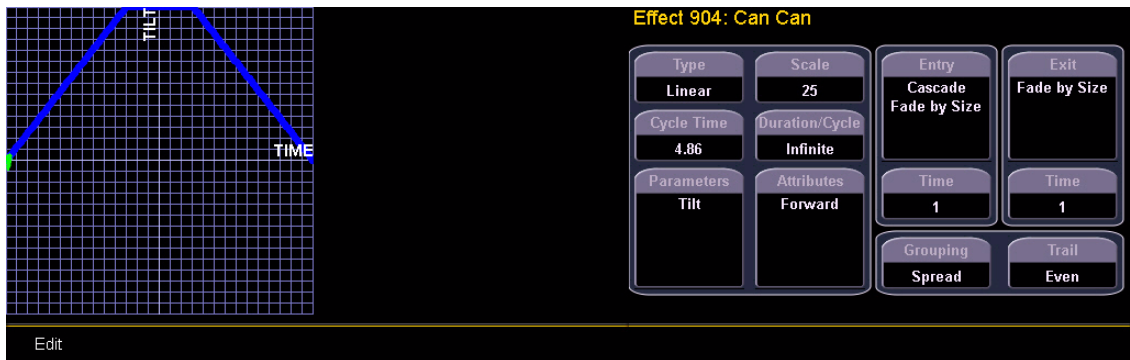 TILT
TIME
Effect 904: Can Can
Type
Scale
Entry
Exit
Linear
25
Cascade
Fade by Size
Fade by Size
Cycle Time
Duration/Cycle
4.86
Infinite
Parameters
Attributes
Time
Time
Tilt
Forward
1
1
Grouping
Trail
Spread
Even
Edit